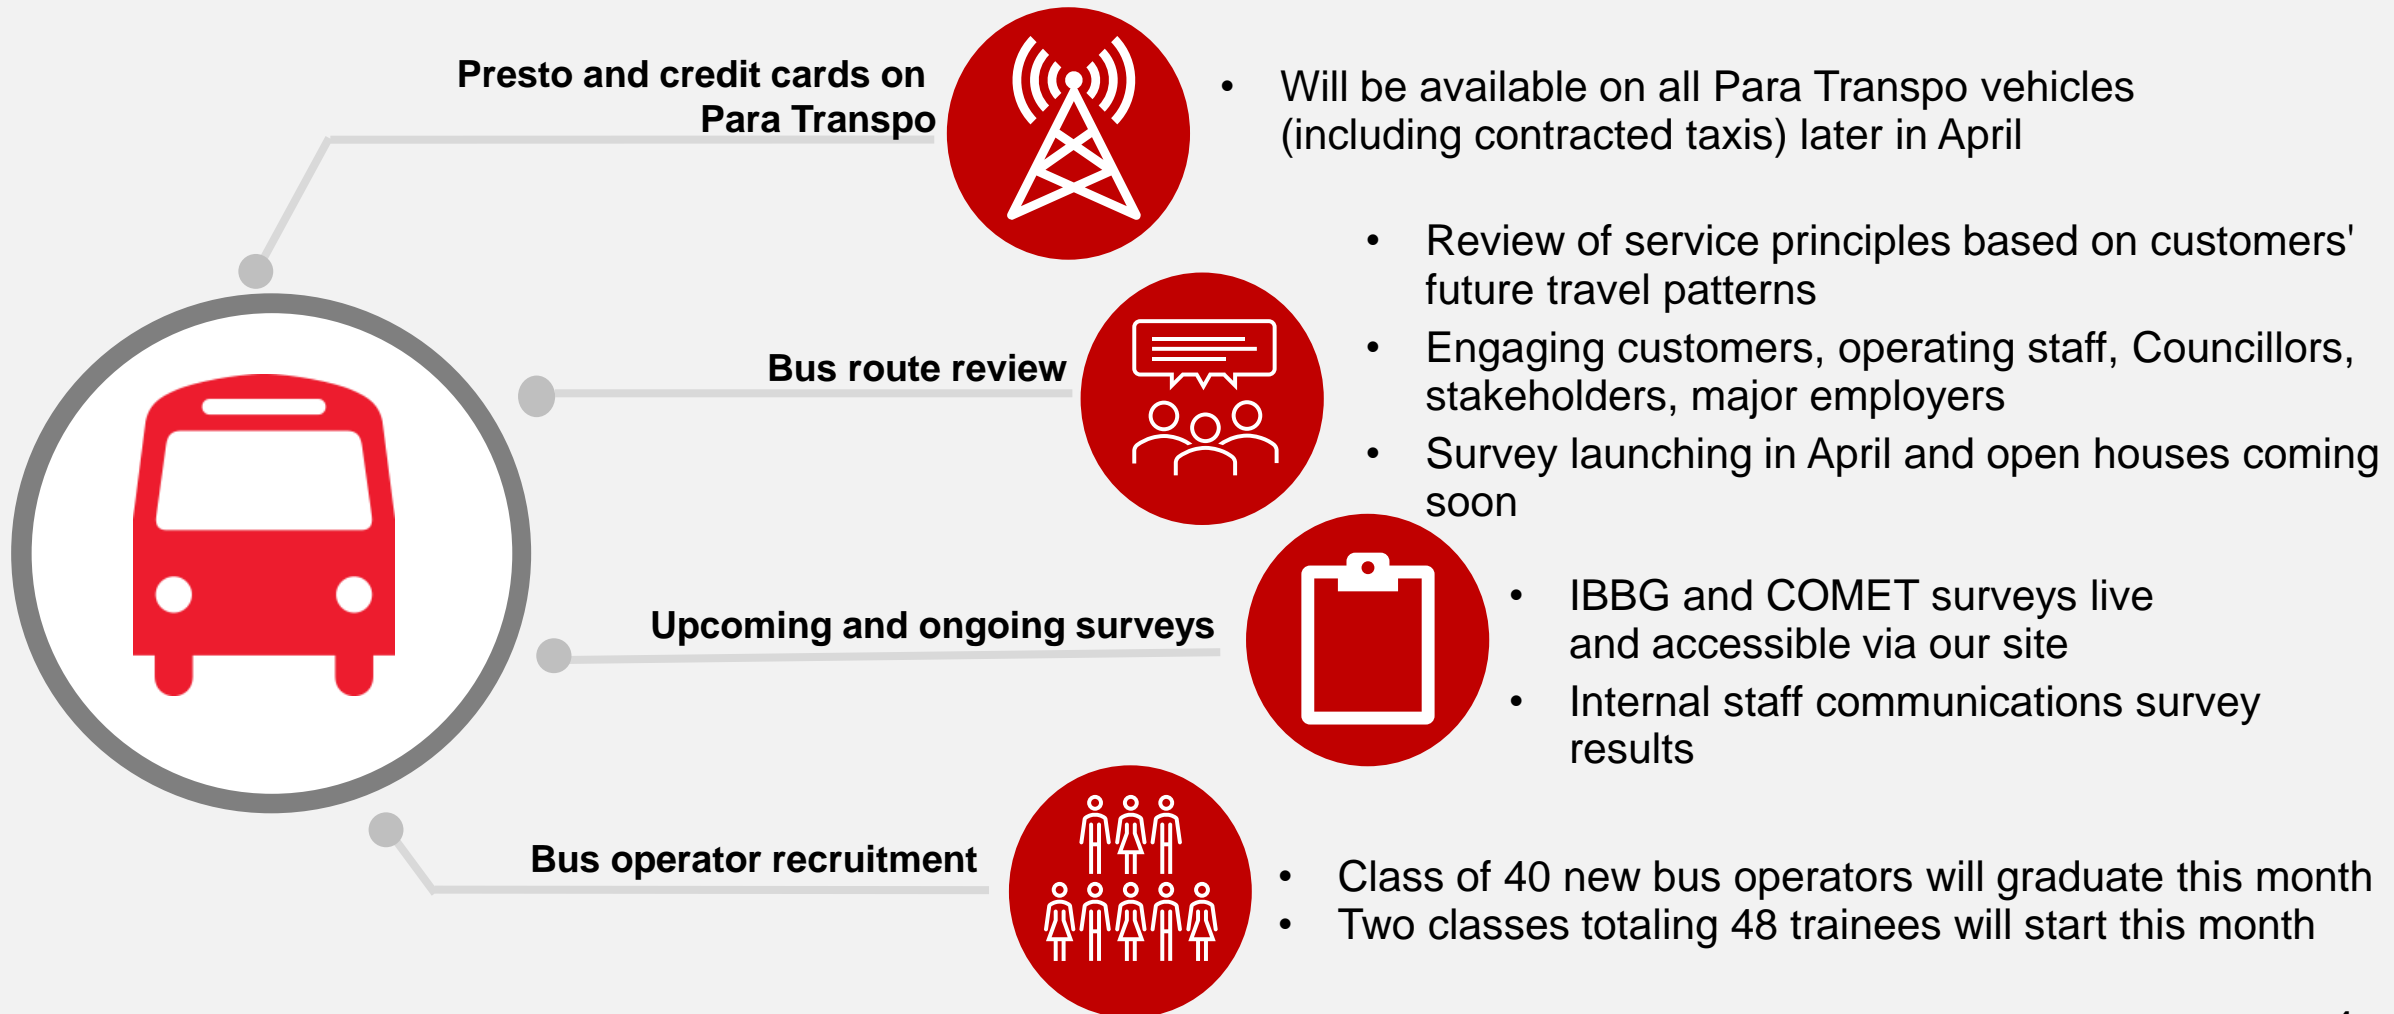 Presto and credit cards on
Para Transpo
• Will be available on all Para Transpo vehicles
(including contracted taxis) later in April
Bus route review
• Review of service principles based on customers'
future travel patterns
• Engaging customers, operating staff, Councillors,
stakeholders, major employers
• Survey launching in April and open houses coming
soon
Upcoming and ongoing surveys
• IBBG and COMET surveys live
and accessible via our site
• Internal staff communications survey
results
Bus operator recruitment
• Class of 40 new bus operators will graduate this month
• Two classes totaling 48 trainees will start this month